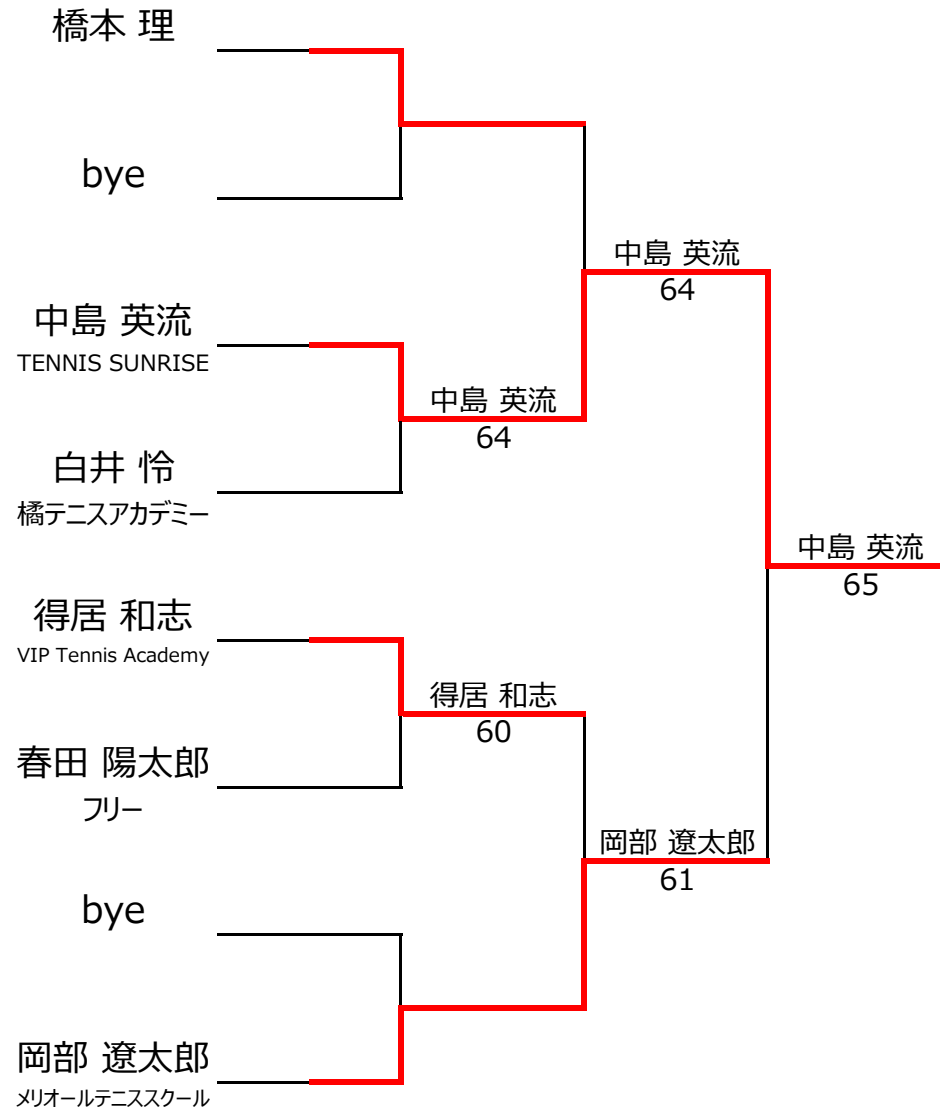 橋本 理
bye
中島 英流
TENNIS SUNRISE
白井 怜
橘テニスアカデミー
得居 和志
VIP Tennis Academy
春田 陽太郎
フリー
bye
岡部 遼太郎
メリオールテニススクール
中島 英流
64
得居 和志
60
中島 英流
64
岡部 遼太郎
61
中島 英流
65